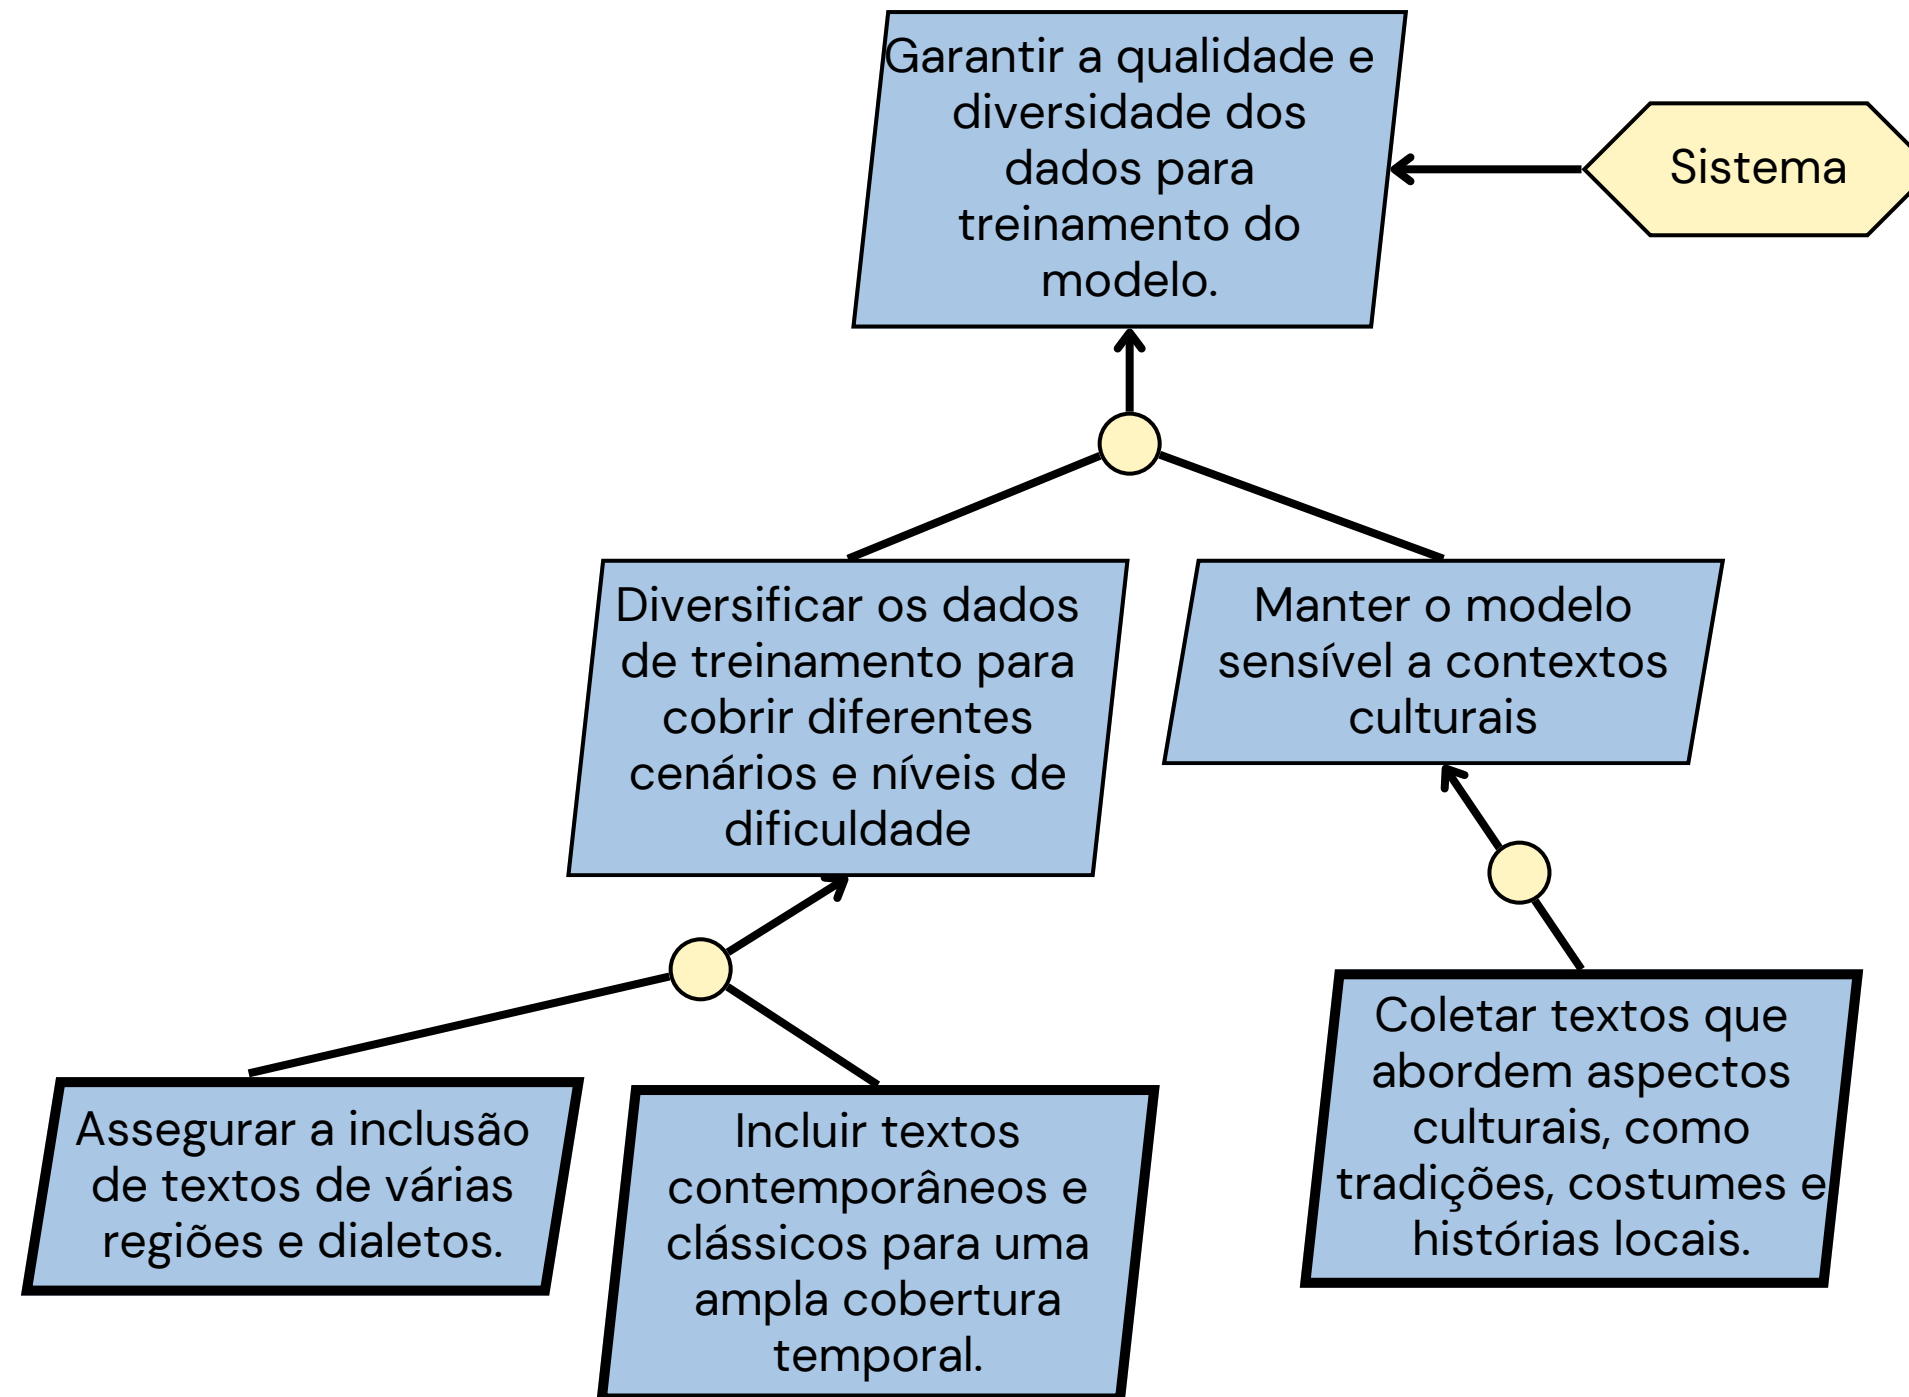 Garantir a qualidade e
diversidade dos
dados para
treinamento do
modelo.
Sistema
Diversificar os dados
de treinamento para
cobrir diferentes
cenários e níveis de
dificuldade
Manter o modelo
sensível a contextos
culturais
Assegurar a inclusão
de textos de várias
regiões e dialetos.
Incluir textos
contemporâneos e
clássicos para uma
ampla cobertura
temporal.
Coletar textos que
abordem aspectos
culturais, como
tradições, costumes e
histórias locais.